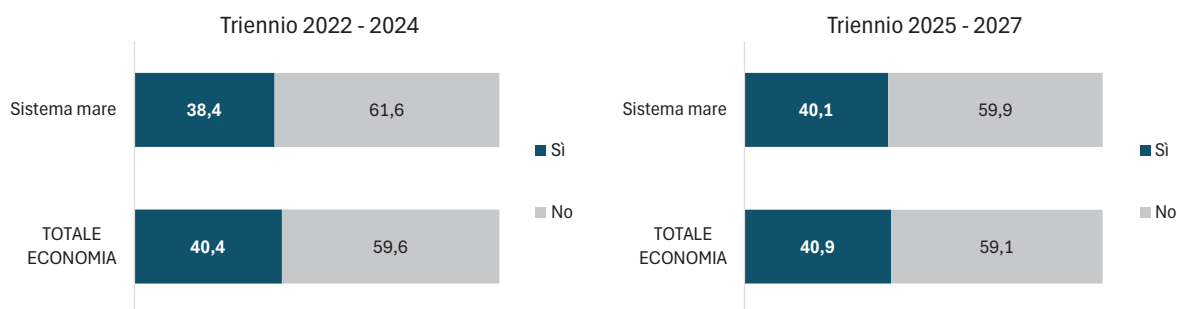 Triennio 2022 - 2024
Sistema mare
38,4
61,6
TOTALE
ECONOMIA
40,4
59,6
Sì
No
Triennio 2025 - 2027
Sistema mare
40,1
59,9
TOTALE
ECONOMIA
40,9
59,1
Sì
No